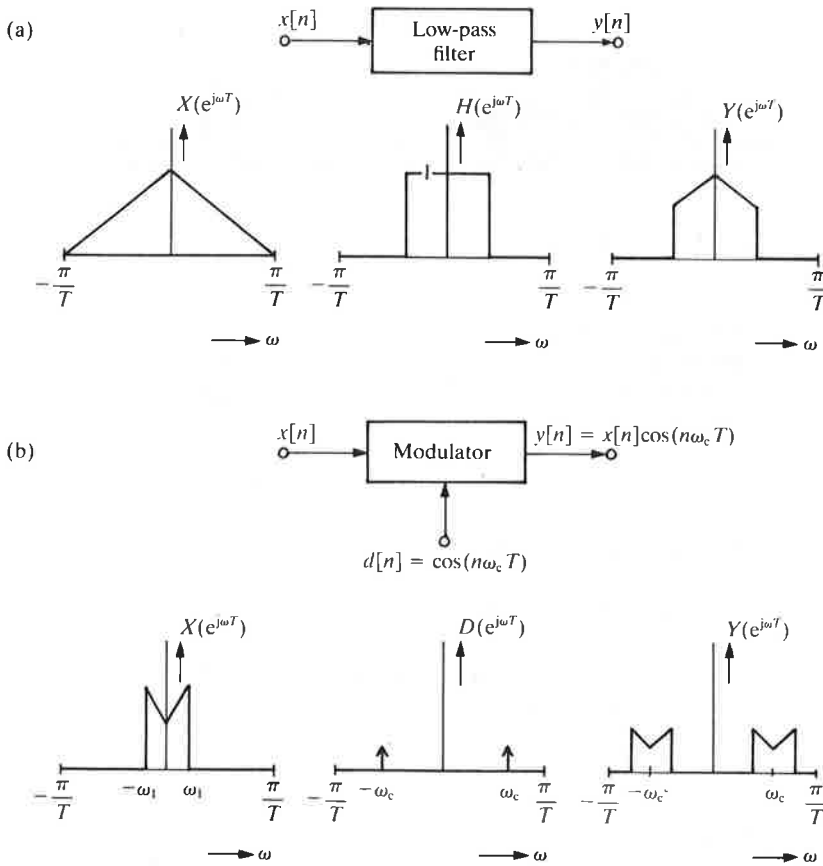 (a)
x[n]
Low-pass
filter
y[n]
X(e^{jωT})
H(e^{jωT})
Y(e^{jωT})
1
−π/T
π/T
−π/T
π/T
−π/T
π/T
ω
ω
ω
(b)
x[n]
Modulator
y[n] = x[n]cos(nω_c T)
d[n] = cos(nω_c T)
X(e^{jωT})
D(e^{jωT})
Y(e^{jωT})
−π/T
−ω_1
ω_1
π/T
−π/T
−ω_c
ω_c
π/T
−π/T
−ω_c
ω_c
π/T
ω
ω
ω